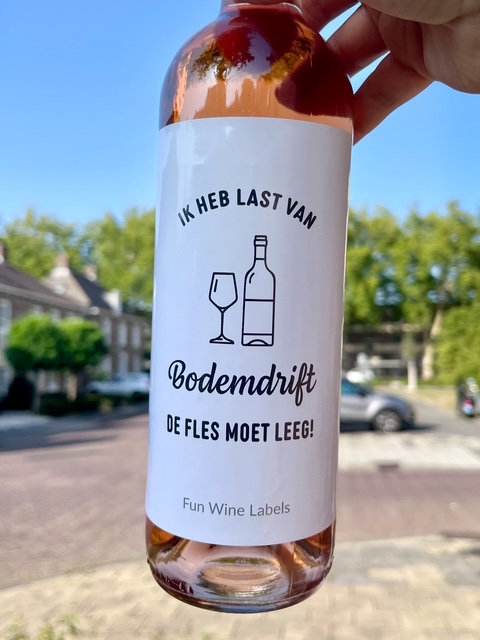 IK HEB LAST VAN
Bodemdrift
DE FLES MOET LEEG!
Fun Wine Labels